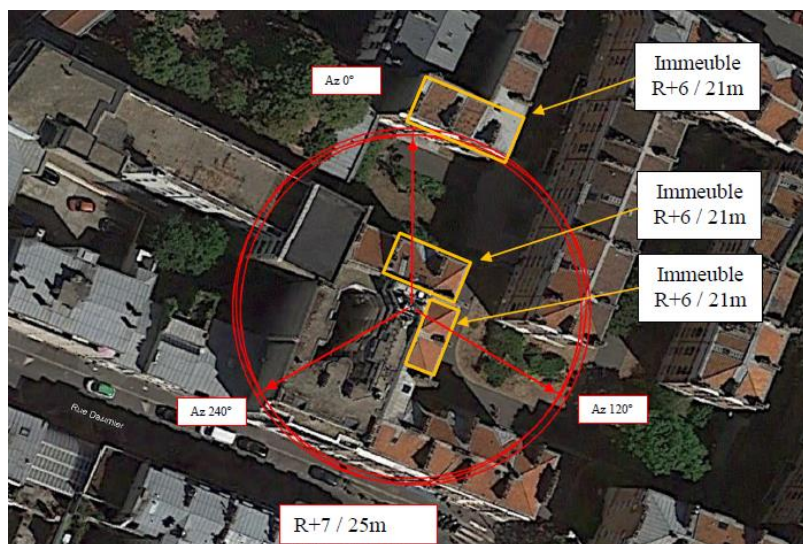 Immeuble
R+6 / 21m
Az 0°
Immeuble
R+6 / 21m
Immeuble
R+6 / 21m
Az 240°
Az 120°
Rue Daumier
R+7 / 25m